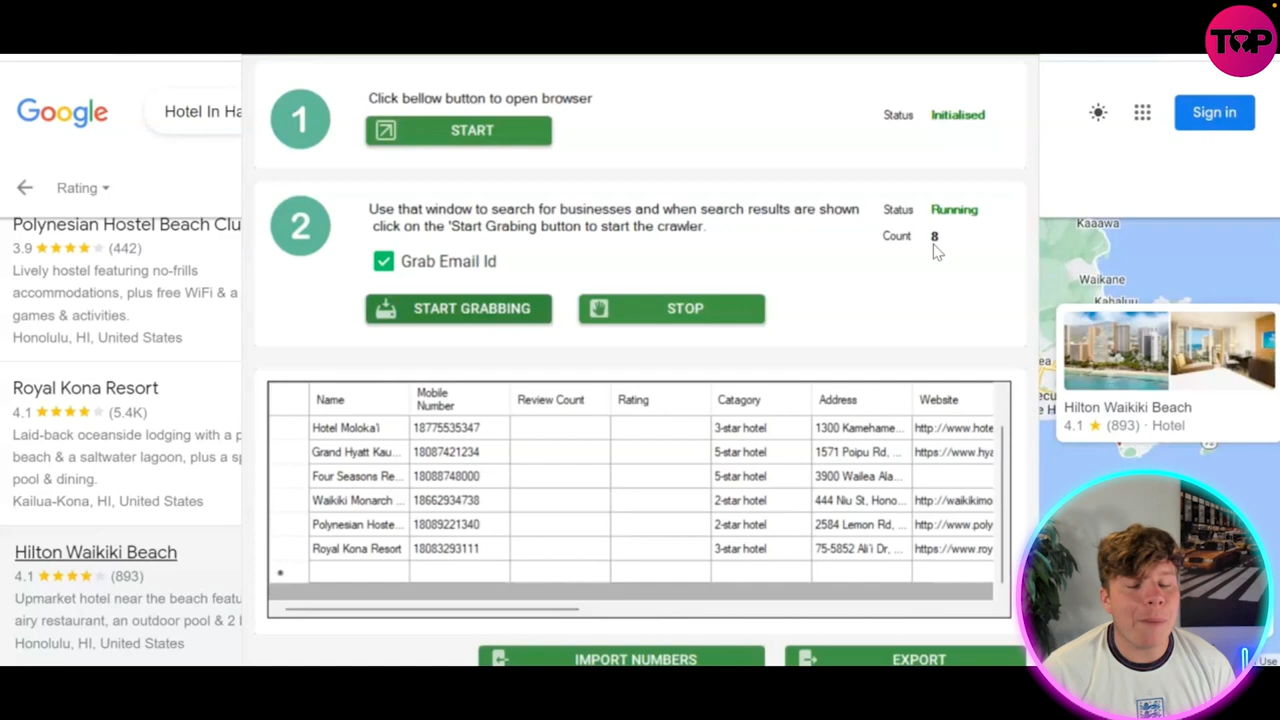 TOP
Google
Hotel In Ha
Sign in
Rating
Polynesian Hostel Beach Clu
3.9 (442)
Lively hostel featuring no-frills
accommodations, plus free WiFi & a
games & activities.
Honolulu, HI, United States
Royal Kona Resort
4.1 (5.4K)
Laid-back oceanside lodging with a p
beach & a saltwater lagoon, plus a s
pool & dining.
Kailua-Kona, HI, United States
Hilton Waikiki Beach
4.1 (893)
Upmarket hotel near the beach featu
airy restaurant, an outdoor pool & 2
Honolulu, HI, United States
1
Click bellow button to open browser
START
Status Initialised
2
Use that window to search for businesses and when search results are shown
click on the 'Start Grabing button to start the crawler.
Status Running
Count 8
Grab Email Id
START GRABBING
STOP
Name Mobile Number Review Count Rating Catagory Address Website
Hotel Moloka'i 18775535347 3-star hotel 1300 Kamehame... http://www.hote
Grand Hyatt Kau... 18087421234 5-star hotel 1571 Poipu Rd, ... https://www.hya
Four Seasons Re... 18088748000 5-star hotel 3900 Wailea Ala... https://www.
Waikiki Monarch ... 18662934738 2-star hotel 444 Niu St, Hono... http://waikikimo
Polynesian Hoste... 18089221340 2-star hotel 2584 Lemon Rd, ... http://www.poly
Royal Kona Resort 18083293111 3-star hotel 75-5852 Ali'i Dr, ... https://www.roy
IMPORT NUMBERS
EXPORT
Kaaawa
Waikane
Kahaluu
Hilton Waikiki Beach
4.1 (893) · Hotel
Use